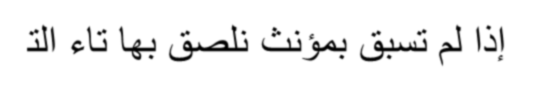 إذا لم تسبق بمؤنث نلصق بها تاء الت